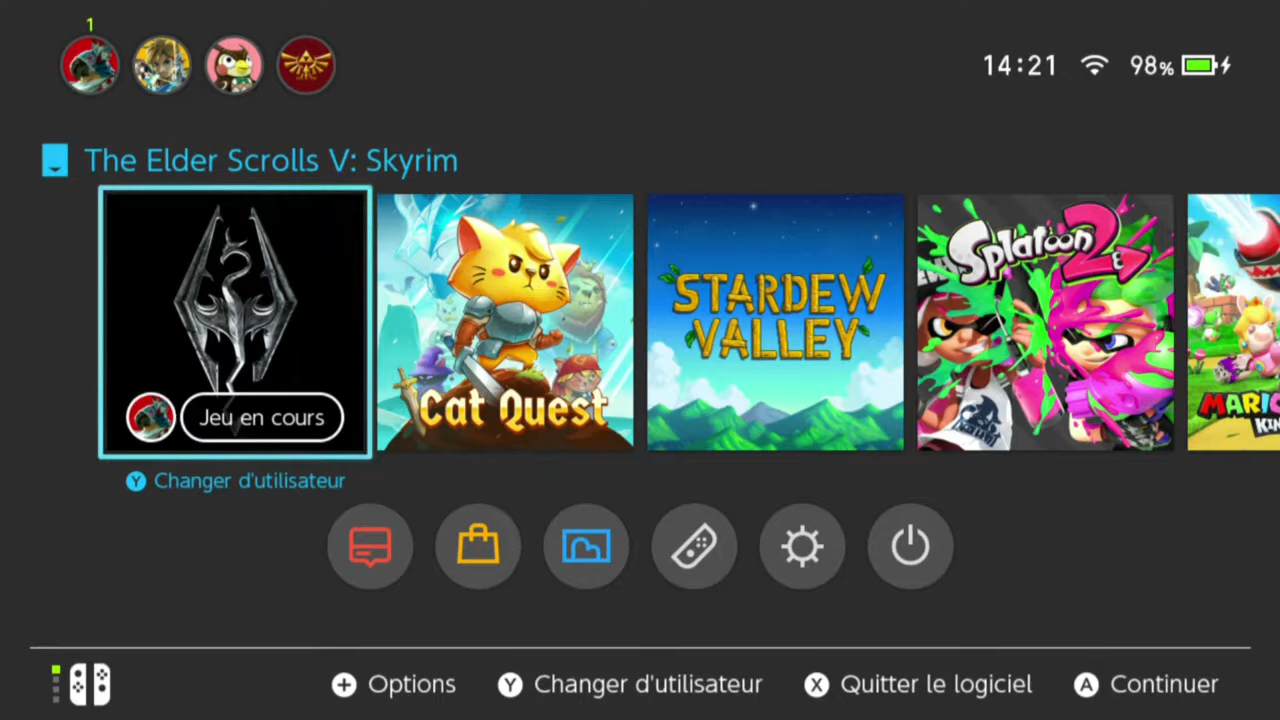 1
14:21
98%
The Elder Scrolls V: Skyrim
Jeu en cours
Cat Quest
STARDEW
VALLEY
Splatoon 2
Changer d'utilisateur
Options
Changer d'utilisateur
Quitter le logiciel
Continuer